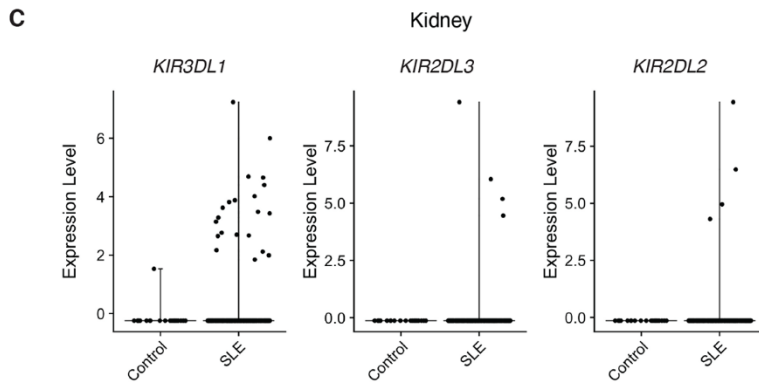 C
Kidney
KIR3DL1
Expression Level
6
4
2
0
Control
SLE
KIR2DL3
Expression Level
7.5
5.0
2.5
0.0
Control
SLE
KIR2DL2
Expression Level
7.5
5.0
2.5
0.0
Control
SLE